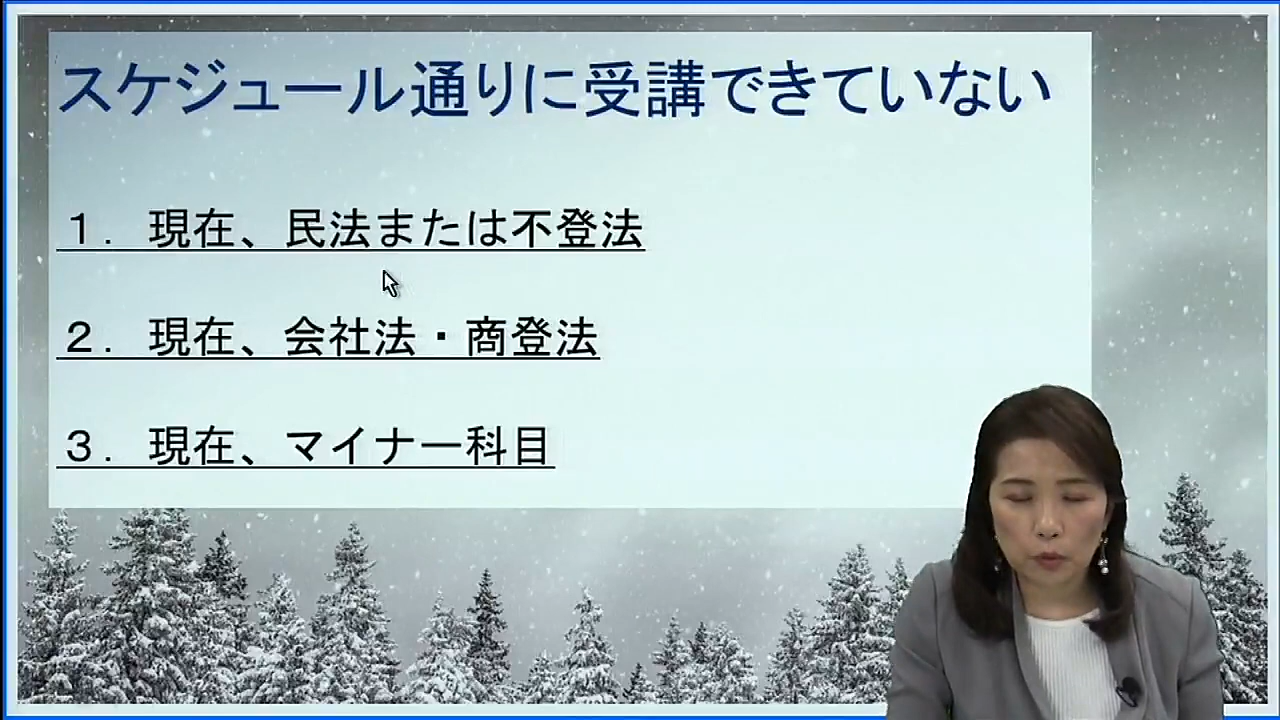 スケジュール通りに受講できていない
１．現在、民法または不登法
２．現在、会社法・商登法
３．現在、マイナー科目